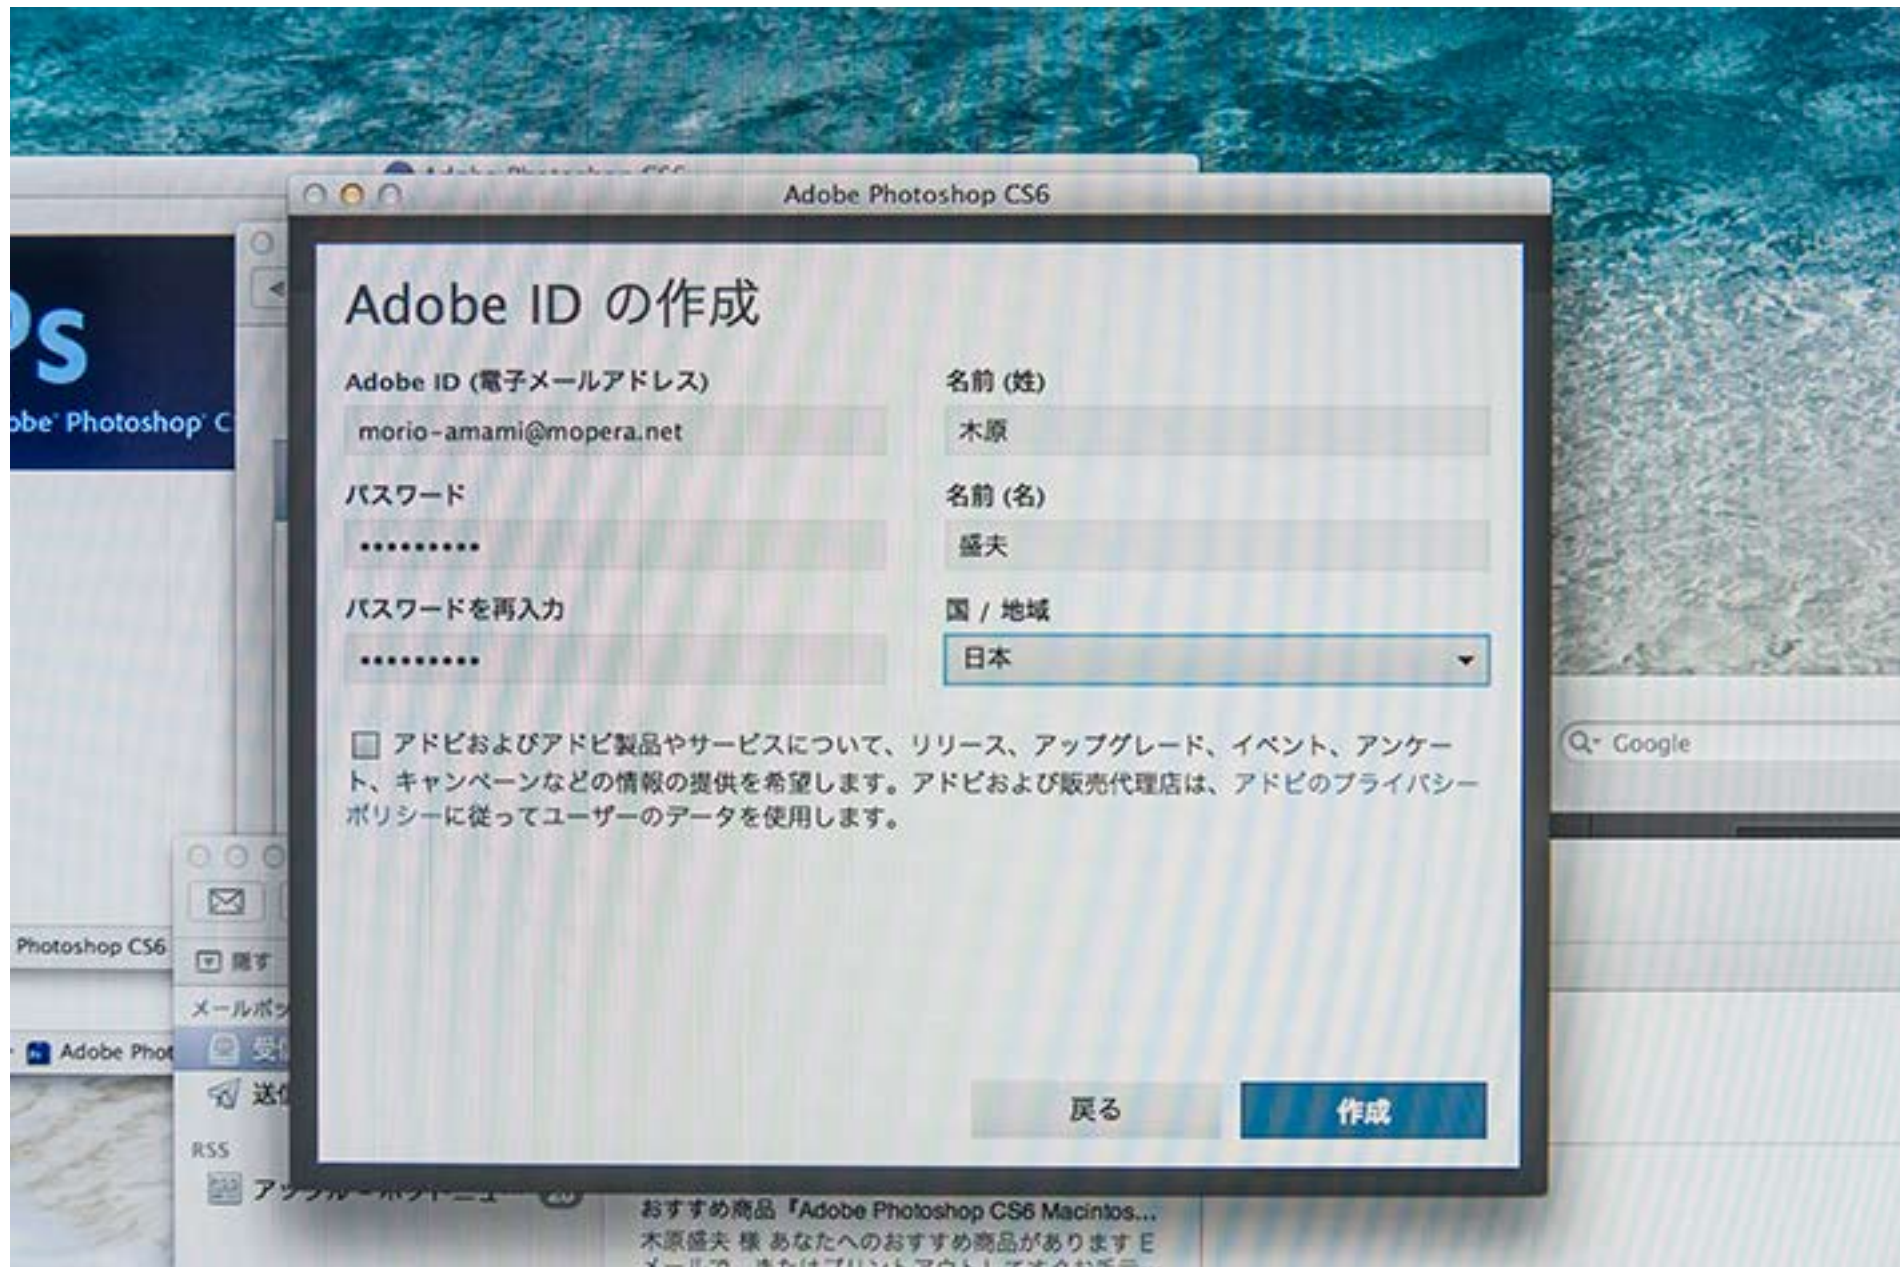 Adobe Photoshop CS6
Adobe Photoshop CS6
Ps
obe Photoshop C
Adobe ID の作成
Adobe ID (電子メールアドレス)
morio-amami@mopera.net
パスワード
•••••••••
パスワードを再入力
•••••••••
名前 (姓)
木原
名前 (名)
盛夫
国 / 地域
日本
アドビおよびアドビ製品やサービスについて、リリース、アップグレード、イベント、アンケー
ト、キャンペーンなどの情報の提供を希望します。アドビおよび販売代理店は、アドビのプライバシー
ポリシーに従ってユーザーのデータを使用します。
戻る
作成
Google
Photoshop CS6
Adobe Phot
隠す
メールボッ
受信
送信
RSS
おすすめ商品『Adobe Photoshop CS6 Macintos...
木原盛夫 様 あなたへのおすすめ商品があります E